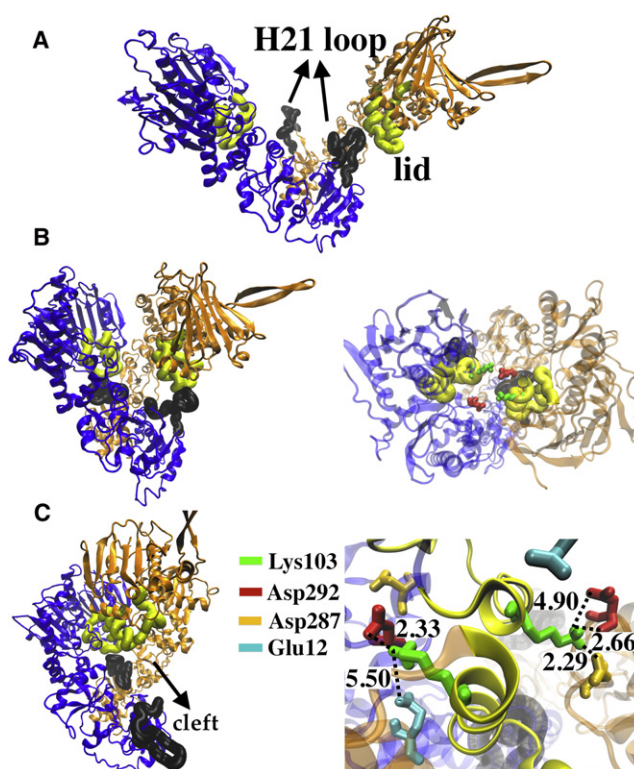 A
H21 loop
lid
B
C
cleft
Lys103
Asp292
Asp287
Glu12
4.90
2.33
2.66
2.29
5.50